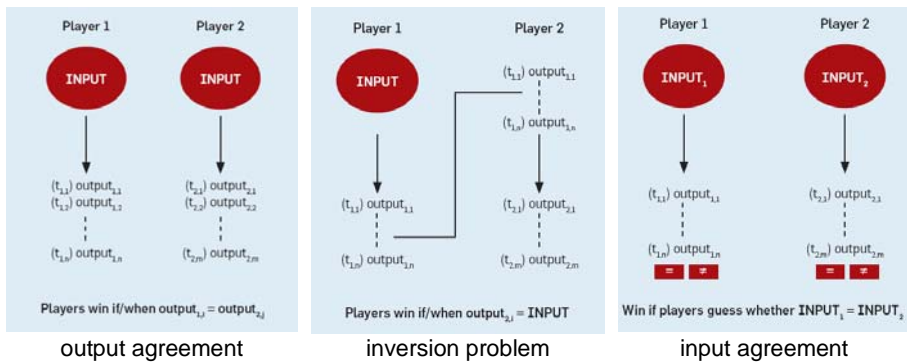 Player 1 Player 2
INPUT INPUT
(t1,1) output1,1 (t2,1) output2,1
(t1,2) output1,2 (t2,2) output2,2
(t1,n) output1,n (t2,m) output2,m
Players win if/when output1,i = output2,j
output agreement
Player 1 Player 2
INPUT
(t1,1) output1,1
(t1,n) output1,n
(t1,1) output1,1 (t2,1) output2,1
(t1,n) output1,n (t2,m) output2,m
Players win if/when output2,i = INPUT
inversion problem
Player 1 Player 2
INPUT1 INPUT2
(t1,1) output1,1 (t2,1) output2,1
(t1,n) output1,n (t2,m) output2,m
= ≠ = ≠
Win if players guess whether INPUT1 = INPUT2
input agreement